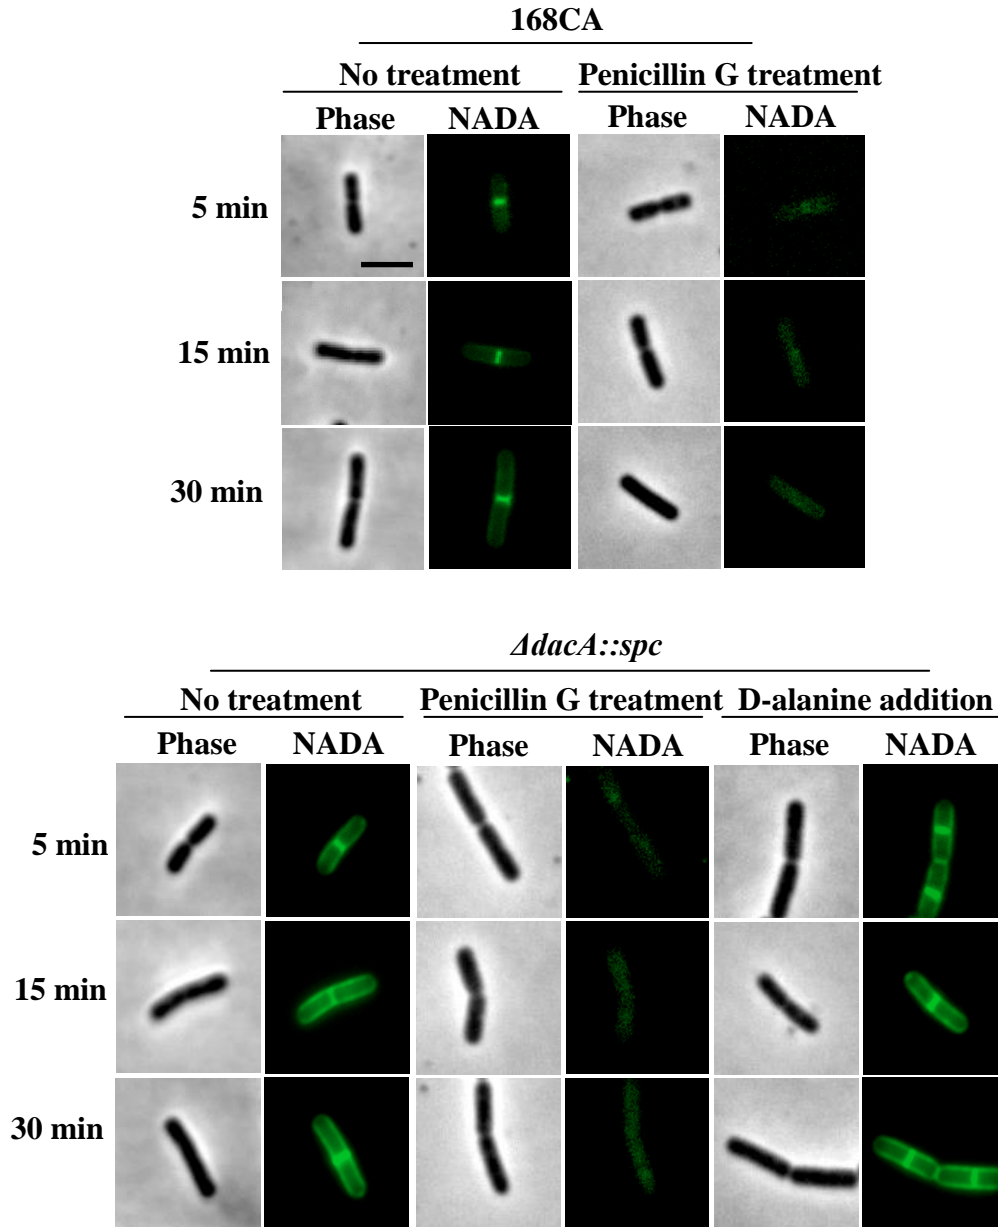 168CA
No treatment Penicillin G treatment
Phase NADA Phase NADA
5 min
15 min
30 min
ΔdacA::spc
No treatment Penicillin G treatment D-alanine addition
Phase NADA Phase NADA Phase NADA
5 min
15 min
30 min